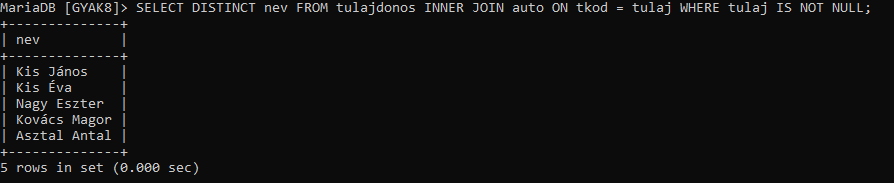 MariaDB [GYAK8]> SELECT DISTINCT nev FROM tulajdonos INNER JOIN auto ON tkod = tulaj WHERE tulaj IS NOT NULL;
+--------------+
| nev          |
+--------------+
| Kis János    |
| Kis Éva      |
| Nagy Eszter  |
| Kovács Magor |
| Asztal Antal |
+--------------+
5 rows in set (0.000 sec)